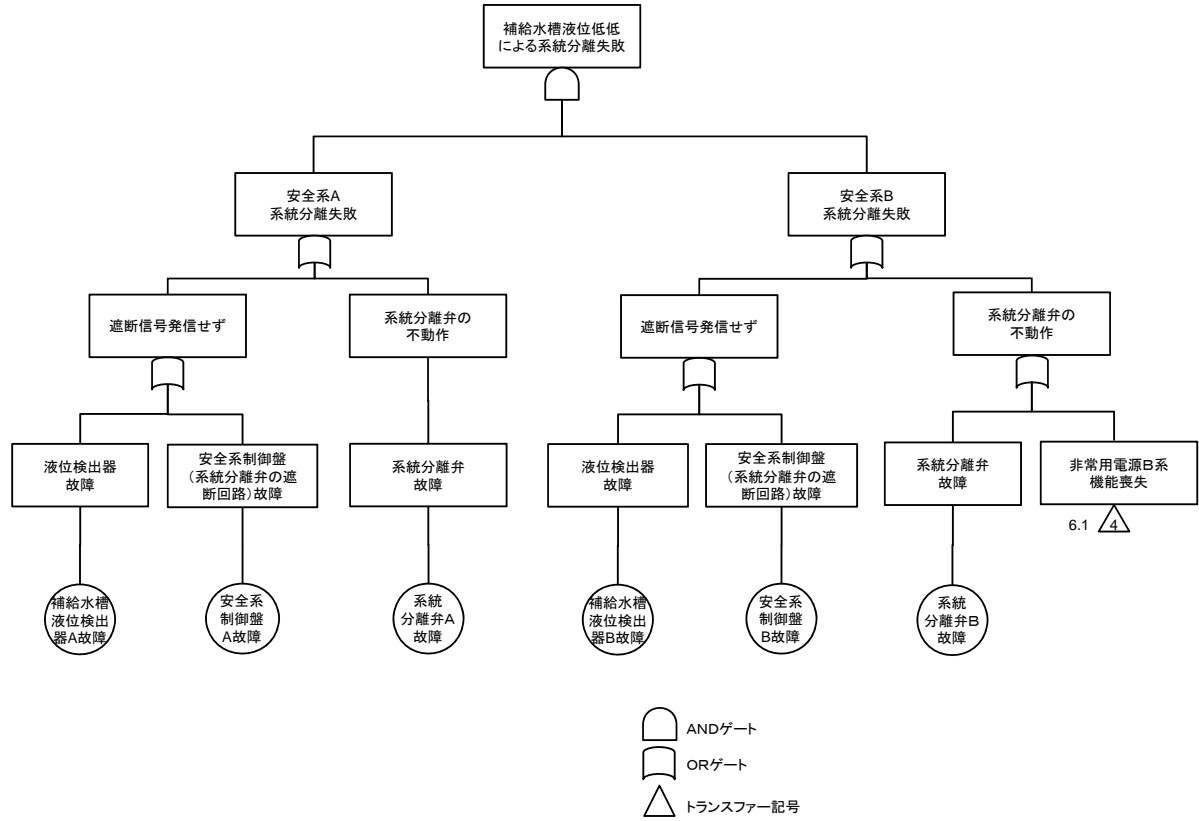 補給水槽液位低低
による系統分離失敗
安全系A
系統分離失敗
安全系B
系統分離失敗
遮断信号発信せず
系統分離弁の
不動作
遮断信号発信せず
系統分離弁の
不動作
液位検出器
故障
安全系制御盤
（系統分離弁の遮
断回路）故障
系統分離弁
故障
液位検出器
故障
安全系制御盤
（系統分離弁の遮
断回路）故障
系統分離弁
故障
非常用電源B系
機能喪失
6.1
4
補給水槽
液位検出
器A故障
安全系
制御盤
A故障
系統
分離弁A
故障
補給水槽
液位検出
器B故障
安全系
制御盤
B故障
系統
分離弁B
故障
ANDゲート
ORゲート
トランスファー記号